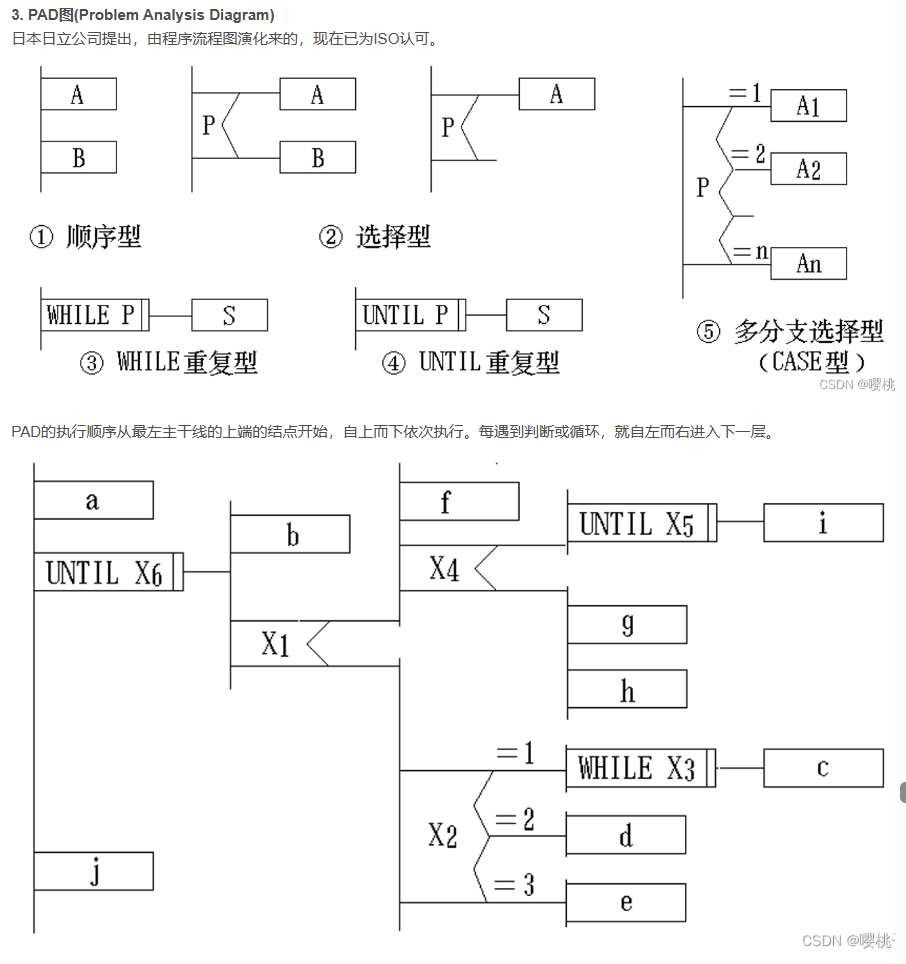 3. PAD图(Problem Analysis Diagram)
日本日立公司提出，由程序流程图演化来的，现在已为ISO认可。
A
B
P
A
B
P
A
P
=1
A1
=2
A2
=n
An
① 顺序型
② 选择型
WHILE P
S
UNTIL P
S
③ WHILE重复型
④ UNTIL重复型
⑤ 多分支选择型
（CASE型）
CSDN @嘤桃
PAD的执行顺序从最左主干线的上端的结点开始，自上而下依次执行。每遇到判断或循环，就自左而右进入下一层。
a
UNTIL X6
j
b
X1
f
X4
UNTIL X5
i
g
h
X2
=1
WHILE X3
c
=2
d
=3
e
CSDN @嘤桃